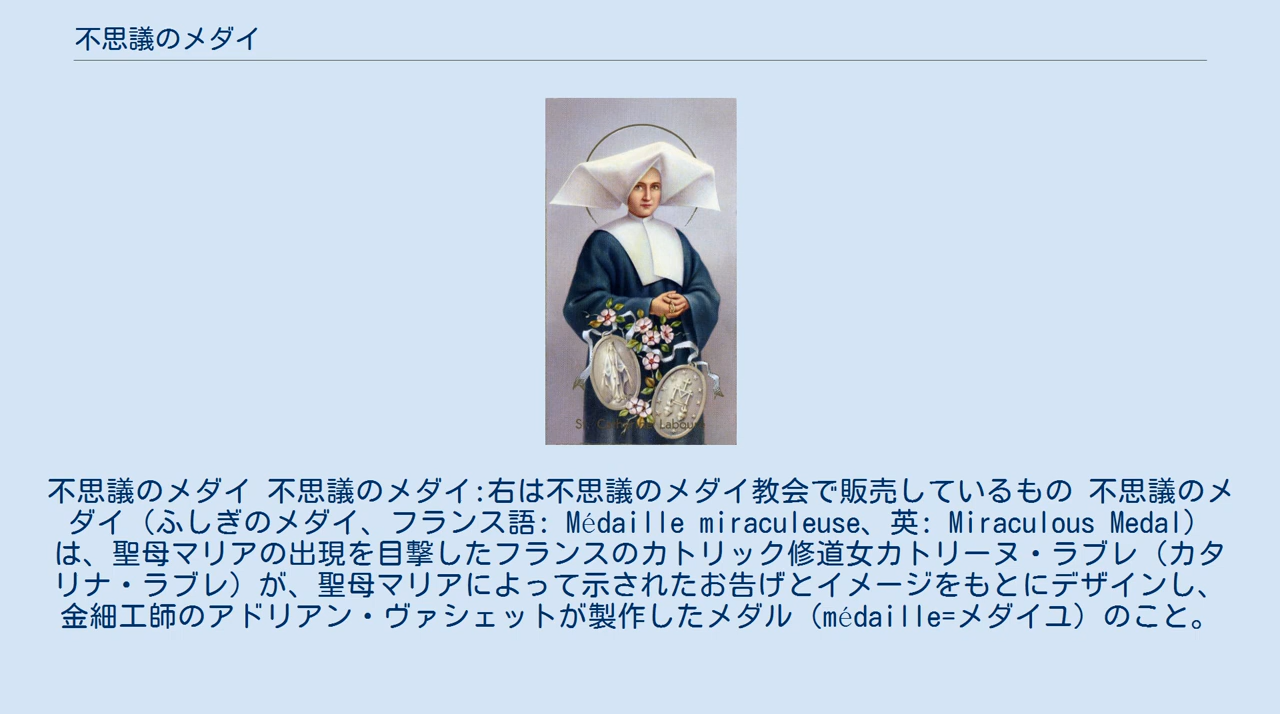 不思議のメダイ
St. Labouré
不思議のメダイ 不思議のメダイ:右は不思議のメダイ教会で販売しているもの 不思議のメ
ダイ（ふしぎのメダイ、フランス語: Médaille miraculeuse、英: Miraculous Medal）
は、聖母マリアの出現を目撃したフランスのカトリック修道女カトリーヌ・ラブレ（カタ
リナ・ラブレ）が、聖母マリアによって示されたお告げとイメージをもとにデザインし、
金細工師のアドリアン・ヴァシェットが製作したメダル（médaille=メダイユ）のこと。